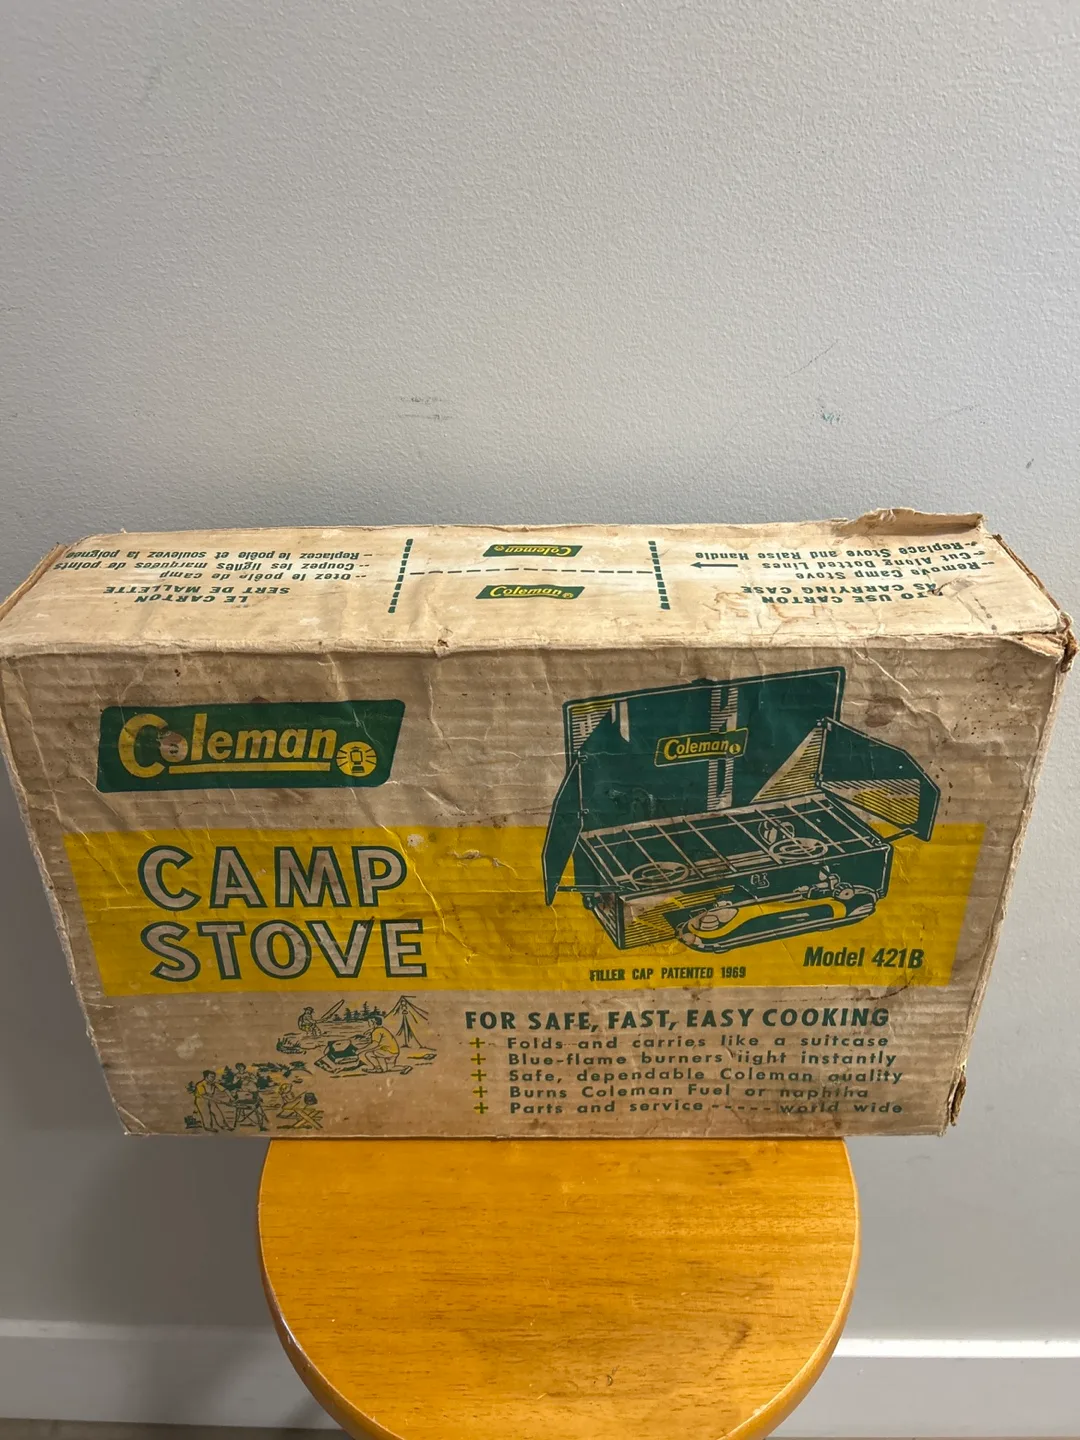 LE CARTON
SERT DE MALLETTE
-- Otez le poêle de camp
-- Coupez les lignes marquées de points
-- Replacez le poêle et soulevez la poignée
Coleman
Coleman
TO USE CARTON
AS CARRYING CASE
--Remove Camp Stove
--Cut Along Dotted Lines
--Replace Stove and Raise Handle
Coleman
Coleman
CAMP
STOVE
FILLER CAP PATENTED 1969
Model 421B
FOR SAFE, FAST, EASY COOKING
+ Folds and carries like a suitcase
+ Blue-flame burners light instantly
+ Safe, dependable Coleman quality
+ Burns Coleman Fuel or naphtha
+ Parts and service ----- world wide